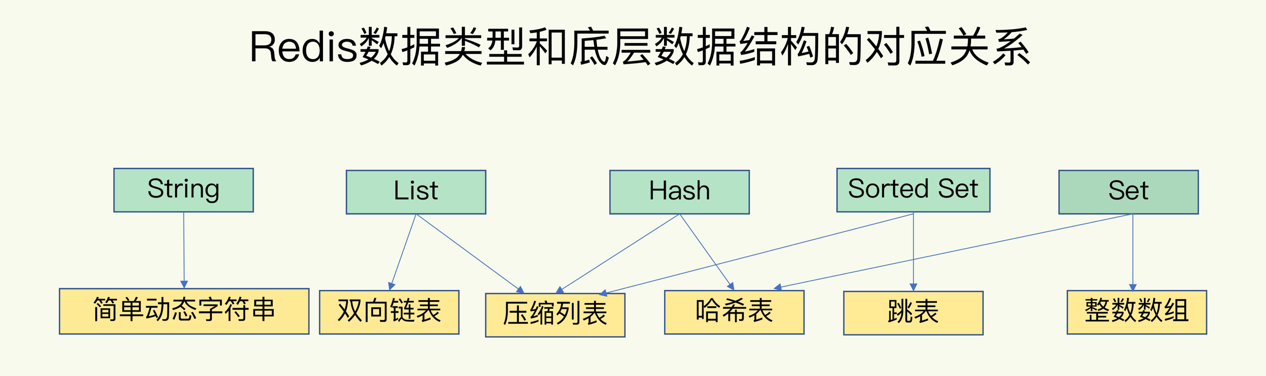 Redis数据类型和底层数据结构的对应关系
String
List
Hash
Sorted Set
Set
简单动态字符串
双向链表
压缩列表
哈希表
跳表
整数数组